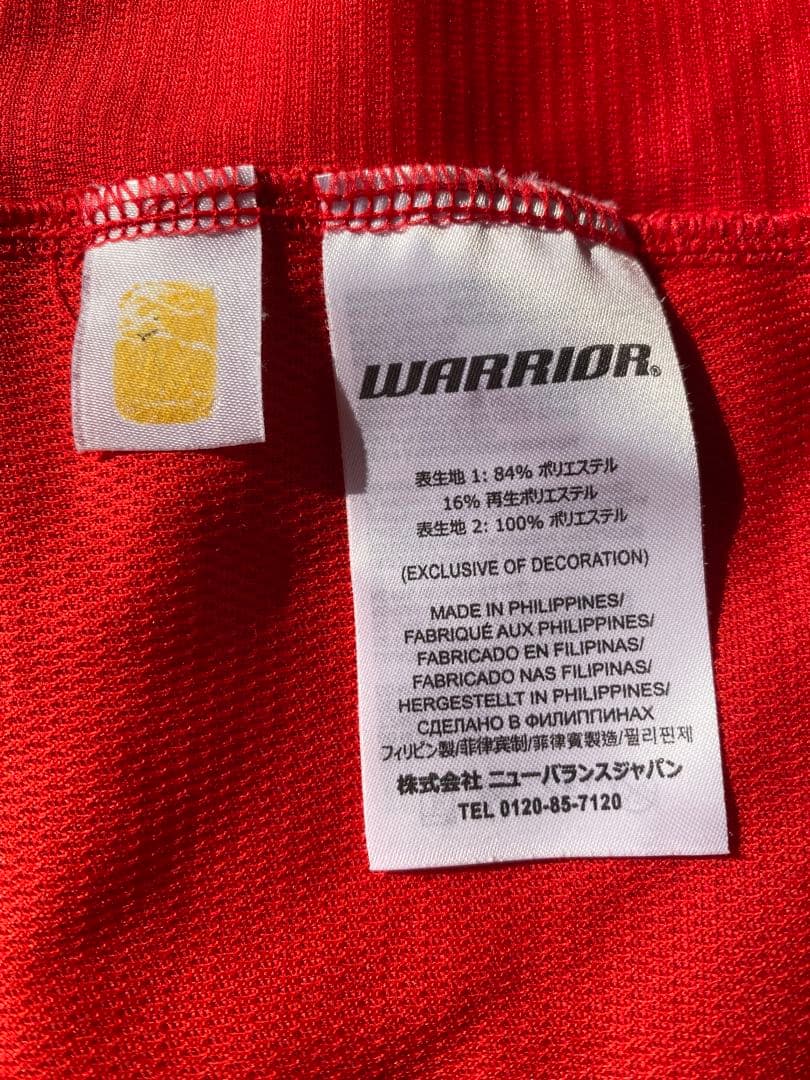 WARRIOR®
表生地 1: 84% ポリエステル
16% 再生ポリエステル
表生地 2: 100% ポリエステル
(EXCLUSIVE OF DECORATION)
MADE IN PHILIPPINES/
FABRIQUÉ AUX PHILIPPINES/
FABRICADO EN FILIPINAS/
FABRICADO NAS FILIPINAS/
HERGESTELLT IN PHILIPPINES/
СДЕЛАНО В ФИЛИППИНАХ
フィリピン製/菲律宾制/菲律賓製造/필리핀제
株式会社 ニューバランスジャパン
TEL 0120-85-7120